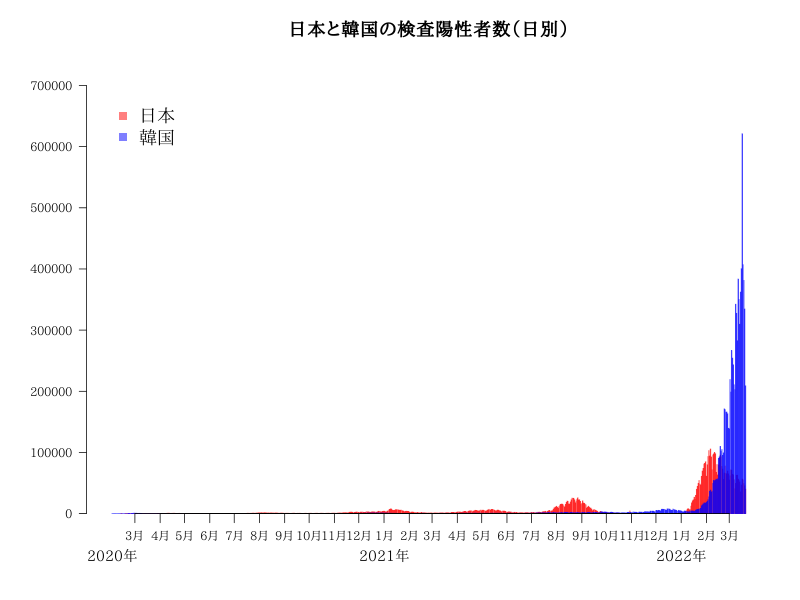 日本と韓国の検査陽性者数（日別）
700000
日本
韓国
600000
500000
400000
300000
200000
100000
0
3月 4月 5月 6月 7月 8月 9月 10月 11月 12月 1月 2月 3月 4月 5月 6月 7月 8月 9月 10月 11月 12月 1月 2月 3月
2020年 2021年 2022年